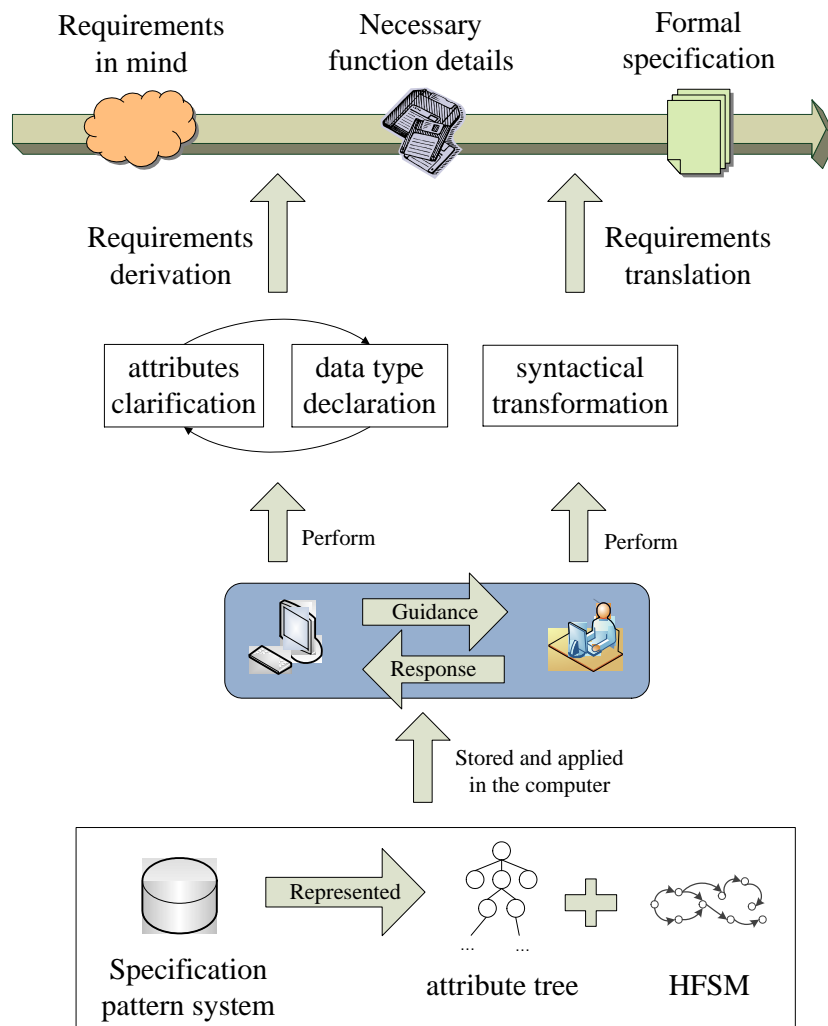 Requirements
in mind
Necessary
function details
Formal
specification
Requirements
derivation
Requirements
translation
attributes
clarification
data type
declaration
syntactical
transformation
Perform
Perform
Guidance
Response
Stored and applied
in the computer
Represented
...
...
Specification
pattern system
attribute tree
HFSM